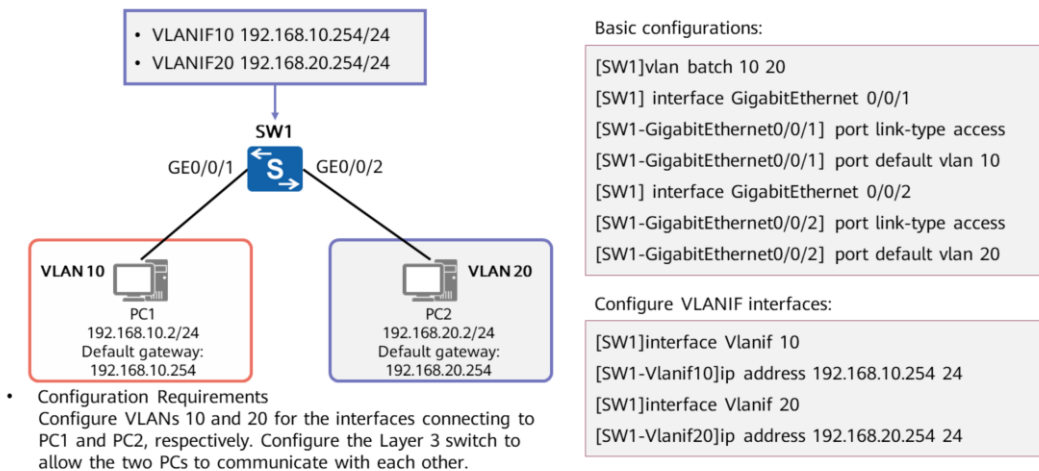 • VLANIF10 192.168.10.254/24
• VLANIF20 192.168.20.254/24
SW1
GE0/0/1
S
GE0/0/2
VLAN 10
PC1
192.168.10.2/24
Default gateway:
192.168.10.254
VLAN 20
PC2
192.168.20.2/24
Default gateway:
192.168.20.254
• Configuration Requirements
Configure VLANs 10 and 20 for the interfaces connecting to
PC1 and PC2, respectively. Configure the Layer 3 switch to
allow the two PCs to communicate with each other.
Basic configurations:
[SW1]vlan batch 10 20
[SW1] interface GigabitEthernet 0/0/1
[SW1-GigabitEthernet0/0/1] port link-type access
[SW1-GigabitEthernet0/0/1] port default vlan 10
[SW1] interface GigabitEthernet 0/0/2
[SW1-GigabitEthernet0/0/2] port link-type access
[SW1-GigabitEthernet0/0/2] port default vlan 20
Configure VLANIF interfaces:
[SW1]interface Vlanif 10
[SW1-Vlanif10]ip address 192.168.10.254 24
[SW1]interface Vlanif 20
[SW1-Vlanif20]ip address 192.168.20.254 24